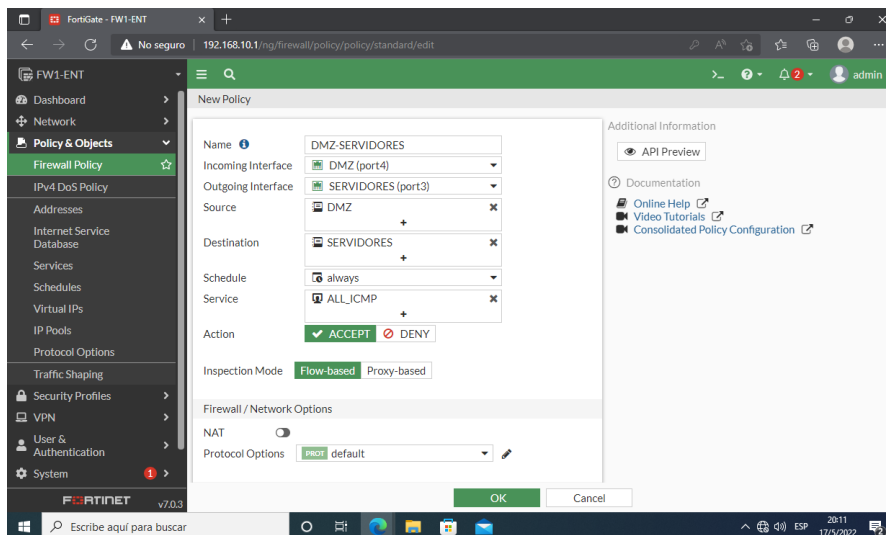 FortiGate - FW1-ENT
No seguro
192.168.10.1/ng/firewall/policy/policy/standard/edit
FW1-ENT
2
admin
Dashboard
Network
Policy & Objects
Firewall Policy
IPv4 DoS Policy
Addresses
Internet Service
Database
Services
Schedules
Virtual IPs
IP Pools
Protocol Options
Traffic Shaping
Security Profiles
VPN
User &
Authentication
System 1
FORTINET v7.0.3
New Policy
Name DMZ-SERVIDORES
Incoming Interface DMZ (port4)
Outgoing Interface SERVIDORES (port3)
Source DMZ
+
Destination SERVIDORES
+
Schedule always
Service ALL_ICMP
+
Action ACCEPT DENY
Inspection Mode Flow-based Proxy-based
Firewall / Network Options
NAT
Protocol Options PROT default
OK Cancel
Additional Information
API Preview
Documentation
Online Help
Video Tutorials
Consolidated Policy Configuration
Escribe aquí para buscar
ESP
20:11
17/5/2022
2